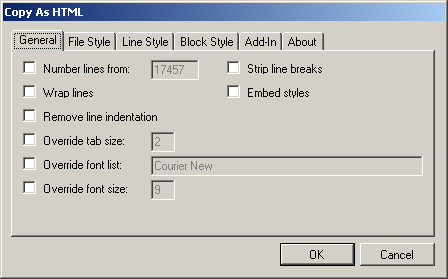 Copy As HTML
General File Style Line Style Block Style Add-In About
Number lines from: 17457 Strip line breaks
Wrap lines Embed styles
Remove line indentation
Override tab size: 2
Override font list: Courier New
Override font size: 9
OK Cancel